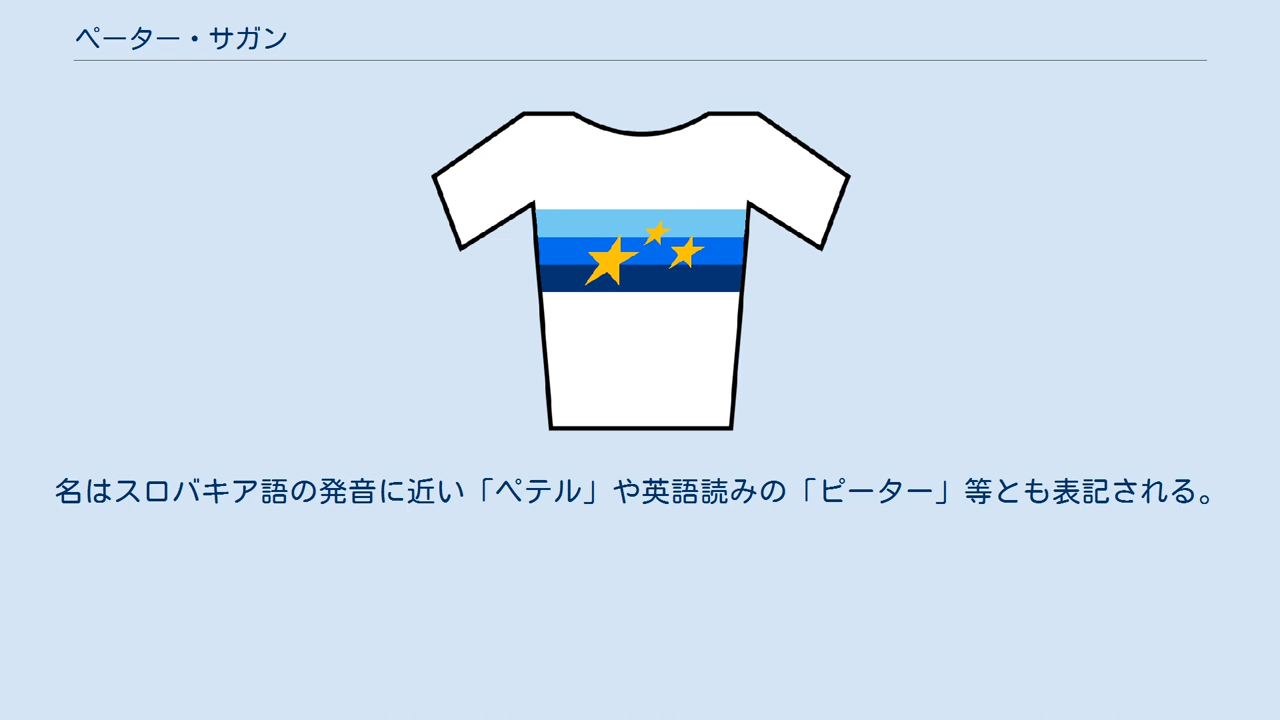 ペーター・サガン
名はスロバキア語の発音に近い「ペテル」や英語読みの「ピーター」等とも表記される。